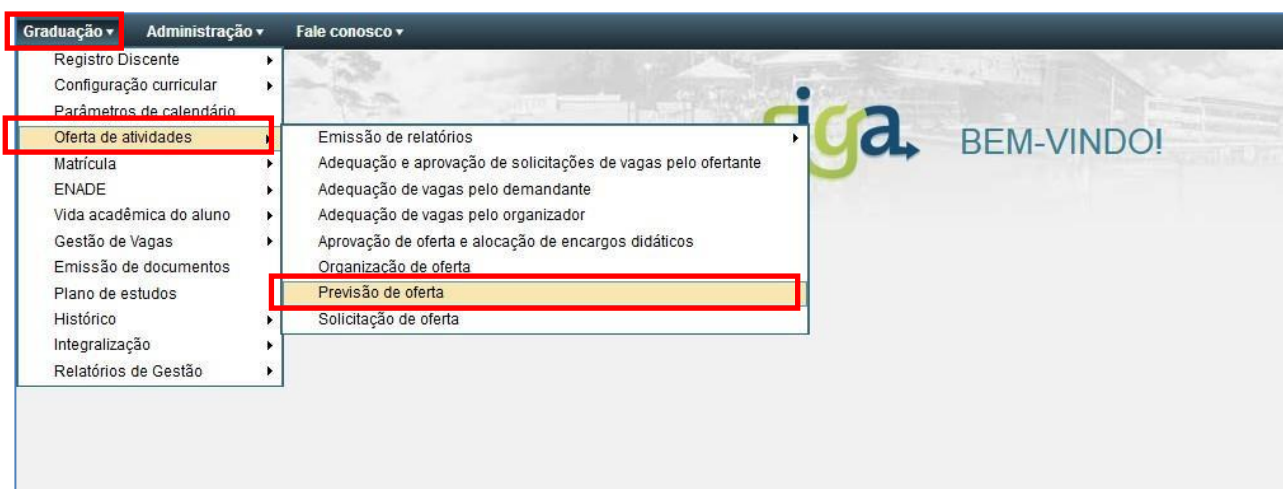 Graduação ▾ Administração ▾ Fale conosco ▾
Registro Discente
Configuração curricular
Parâmetros de calendário
Oferta de atividades
Matrícula
ENADE
Vida acadêmica do aluno
Gestão de Vagas
Emissão de documentos
Plano de estudos
Histórico
Integralização
Relatórios de Gestão
Emissão de relatórios
Adequação e aprovação de solicitações de vagas pelo ofertante
Adequação de vagas pelo demandante
Adequação de vagas pelo organizador
Aprovação de oferta e alocação de encargos didáticos
Organização de oferta
Previsão de oferta
Solicitação de oferta
siga
BEM-VINDO!